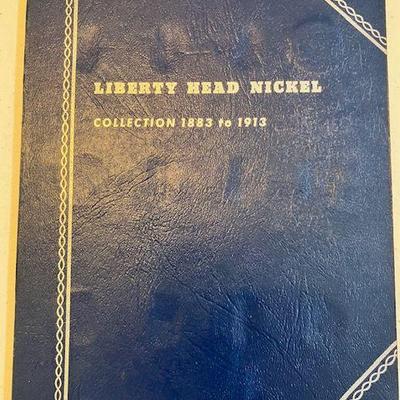 LIBERTY HEAD NICKEL
COLLECTION 1883 to 1913